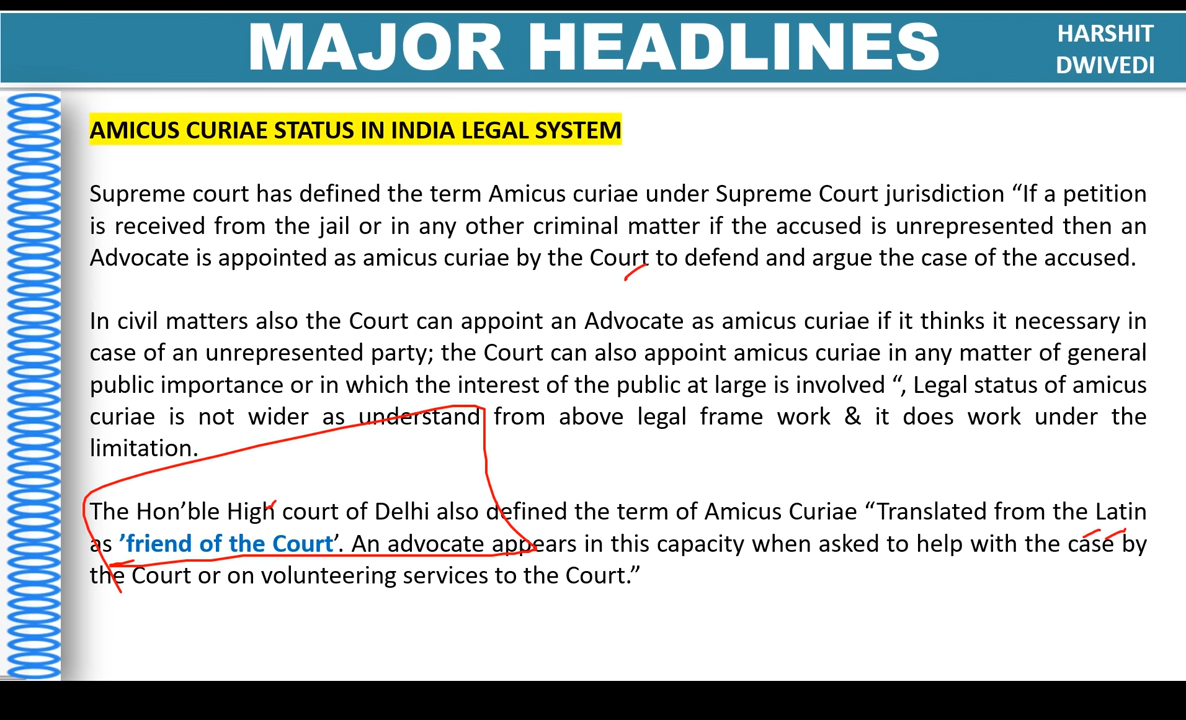 MAJOR HEADLINES
HARSHIT
DWIVEDI
AMICUS CURIAE STATUS IN INDIA LEGAL SYSTEM
Supreme court has defined the term Amicus curiae under Supreme Court jurisdiction “If a petition
is received from the jail or in any other criminal matter if the accused is unrepresented then an
Advocate is appointed as amicus curiae by the Court to defend and argue the case of the accused.
In civil matters also the Court can appoint an Advocate as amicus curiae if it thinks it necessary in
case of an unrepresented party; the Court can also appoint amicus curiae in any matter of general
public importance or in which the interest of the public at large is involved “, Legal status of amicus
curiae is not wider as understand from above legal frame work & it does work under the
limitation.
The Hon’ble High court of Delhi also defined the term of Amicus Curiae “Translated from the Latin
as ’friend of the Court’. An advocate appears in this capacity when asked to help with the case by
the Court or on volunteering services to the Court.”